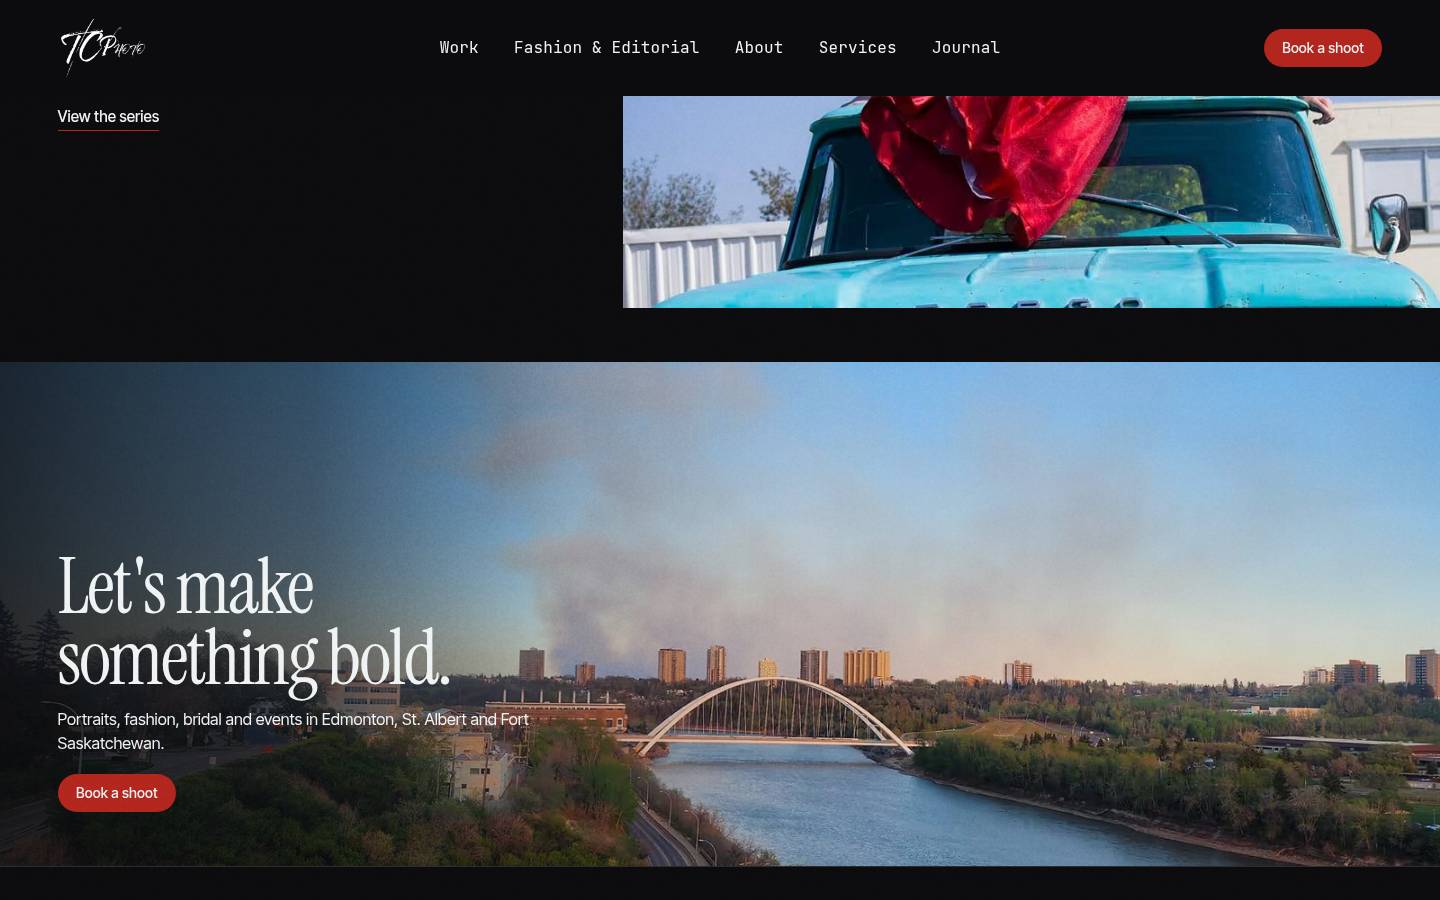 TCPhoto
Work
Fashion & Editorial
About
Services
Journal
Book a shoot
View the series
Let's make
something bold.
Portraits, fashion, bridal and events in Edmonton, St. Albert and Fort
Saskatchewan.
Book a shoot